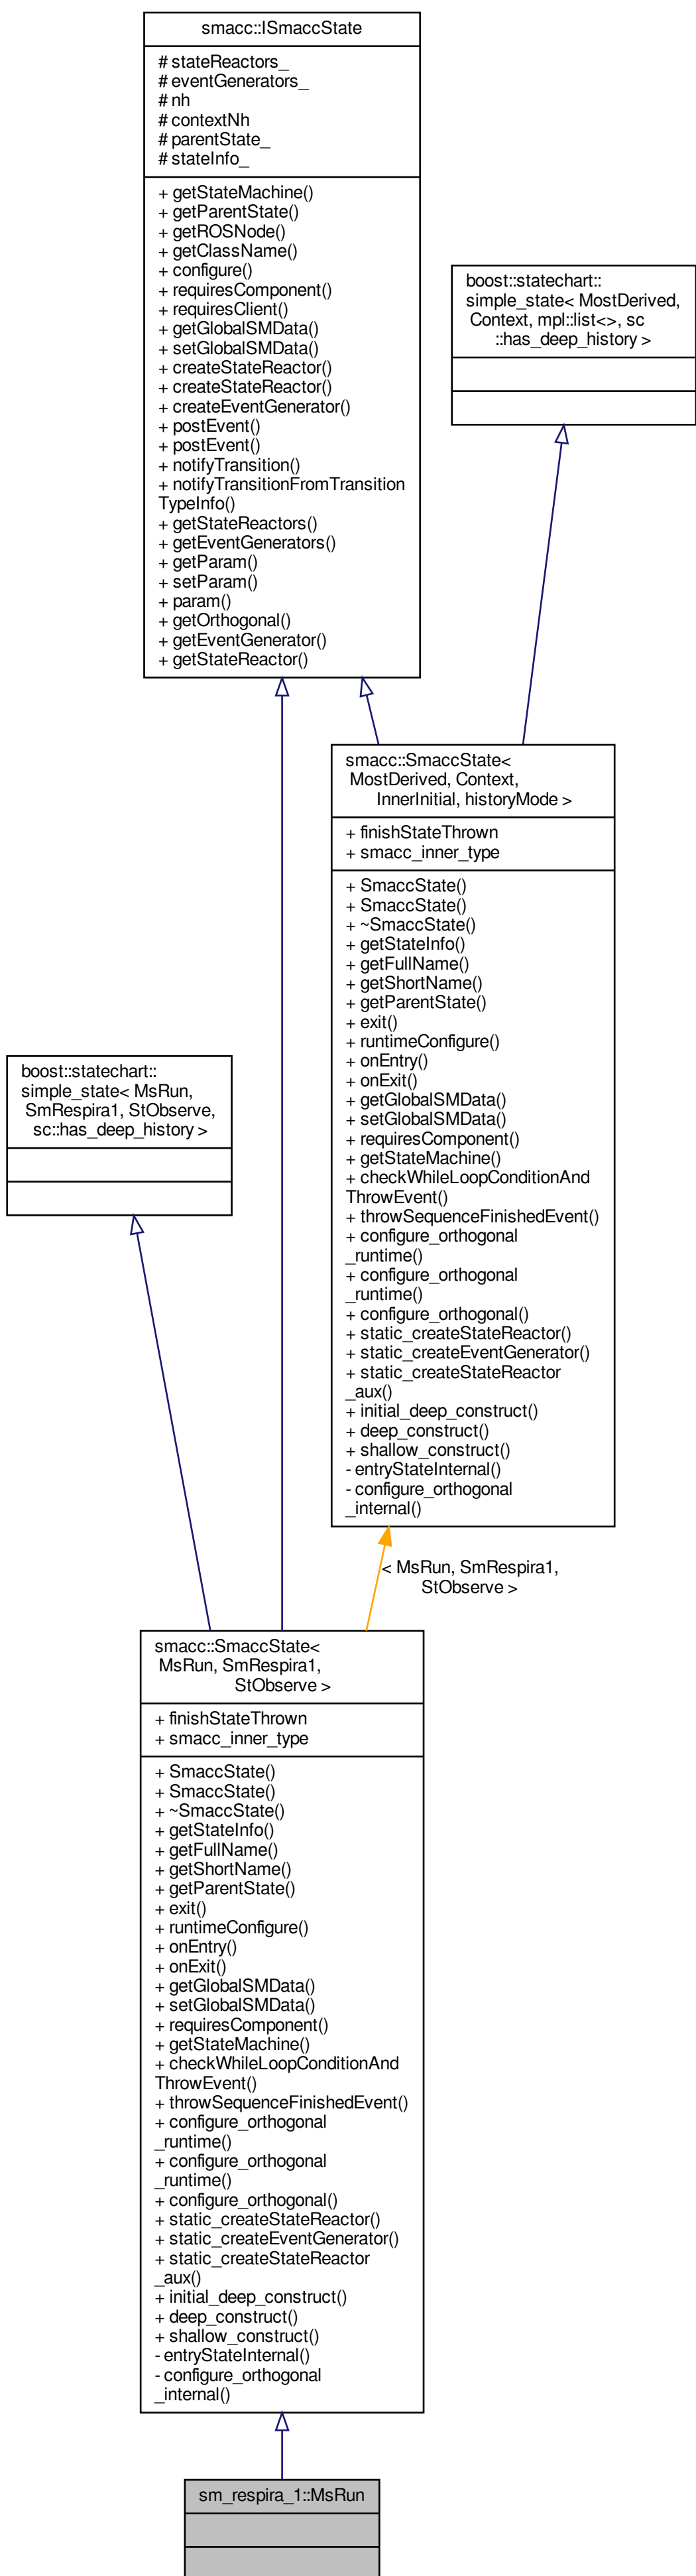 smacc::ISmaccState
# stateReactors_
# eventGenerators_
# nh
# contextNh
# parentState_
# stateInfo_
+ getStateMachine()
+ getParentState()
+ getROSNode()
+ getClassName()
+ configure()
+ requiresComponent()
+ requiresClient()
+ getGlobalSMData()
+ setGlobalSMData()
+ createStateReactor()
+ createStateReactor()
+ createEventGenerator()
+ postEvent()
+ postEvent()
+ notifyTransition()
+ notifyTransitionFromTransition
TypeInfo()
+ getStateReactors()
+ getEventGenerators()
+ getParam()
+ setParam()
+ param()
+ getOrthogonal()
+ getEventGenerator()
+ getStateReactor()
boost::statechart::
simple_state< MostDerived,
Context, mpl::list<>, sc
::has_deep_history >
smacc::SmaccState<
MostDerived, Context,
InnerInitial, historyMode >
+ finishStateThrown
+ smacc_inner_type
+ SmaccState()
+ SmaccState()
+ ~SmaccState()
+ getStateInfo()
+ getFullName()
+ getShortName()
+ getParentState()
+ exit()
+ runtimeConfigure()
+ onEntry()
+ onExit()
+ getGlobalSMData()
+ setGlobalSMData()
+ requiresComponent()
+ getStateMachine()
+ checkWhileLoopConditionAnd
ThrowEvent()
+ throwSequenceFinishedEvent()
+ configure_orthogonal
_runtime()
+ configure_orthogonal
_runtime()
+ configure_orthogonal()
+ static_createStateReactor()
+ static_createEventGenerator()
+ static_createStateReactor
_aux()
+ initial_deep_construct()
+ deep_construct()
+ shallow_construct()
- entryStateInternal()
- configure_orthogonal
_internal()
boost::statechart::
simple_state< MsRun,
SmRespira1, StObserve,
sc::has_deep_history >
< MsRun, SmRespira1,
StObserve >
smacc::SmaccState<
MsRun, SmRespira1,
StObserve >
+ finishStateThrown
+ smacc_inner_type
+ SmaccState()
+ SmaccState()
+ ~SmaccState()
+ getStateInfo()
+ getFullName()
+ getShortName()
+ getParentState()
+ exit()
+ runtimeConfigure()
+ onEntry()
+ onExit()
+ getGlobalSMData()
+ setGlobalSMData()
+ requiresComponent()
+ getStateMachine()
+ checkWhileLoopConditionAnd
ThrowEvent()
+ throwSequenceFinishedEvent()
+ configure_orthogonal
_runtime()
+ configure_orthogonal
_runtime()
+ configure_orthogonal()
+ static_createStateReactor()
+ static_createEventGenerator()
+ static_createStateReactor
_aux()
+ initial_deep_construct()
+ deep_construct()
+ shallow_construct()
- entryStateInternal()
- configure_orthogonal
_internal()
sm_respira_1::MsRun